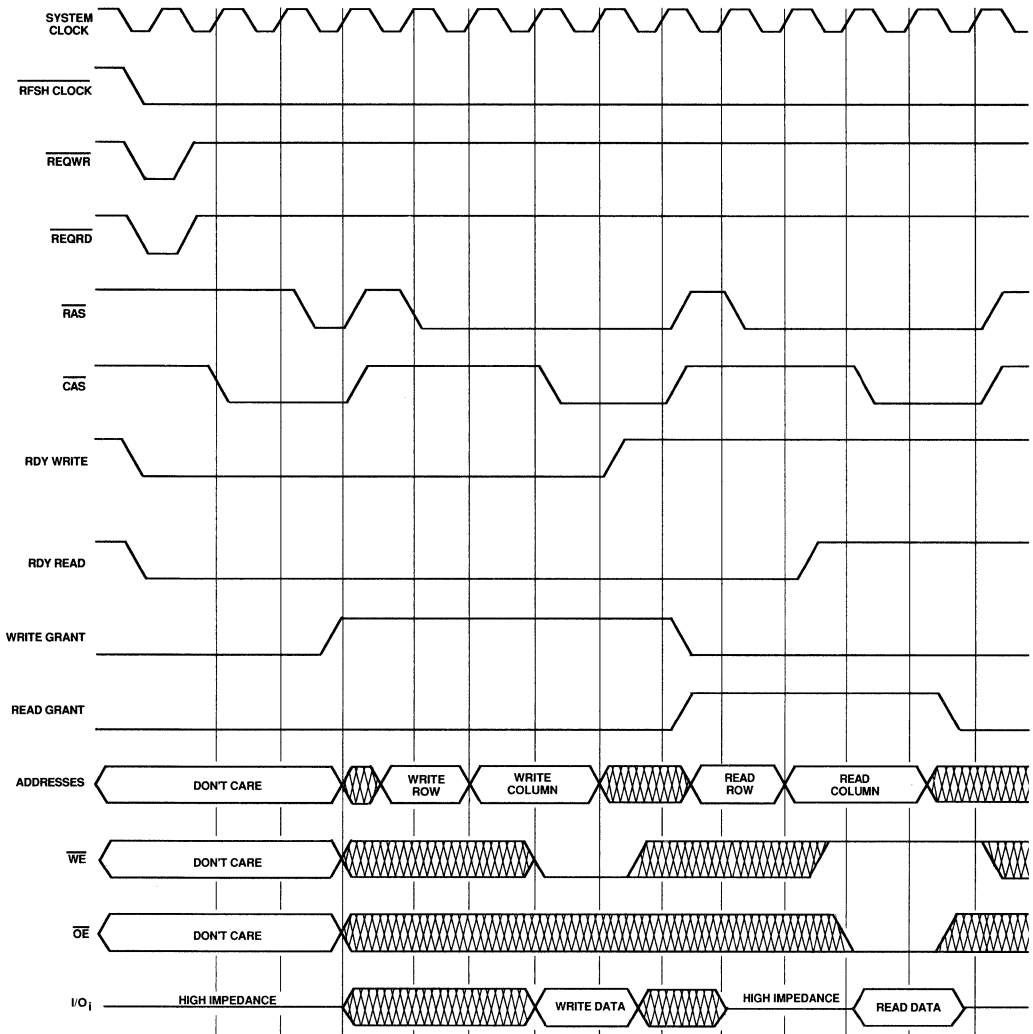 SYSTEM
CLOCK
RFSH CLOCK
REQWR
REQRD
RAS
CAS
RDY WRITE
RDY READ
WRITE GRANT
READ GRANT
ADDRESSES
DON'T CARE
WRITE
ROW
WRITE
COLUMN
READ
ROW
READ
COLUMN
WE
DON'T CARE
OE
DON'T CARE
I/Oi
HIGH IMPEDANCE
WRITE DATA
HIGH IMPEDANCE
READ DATA